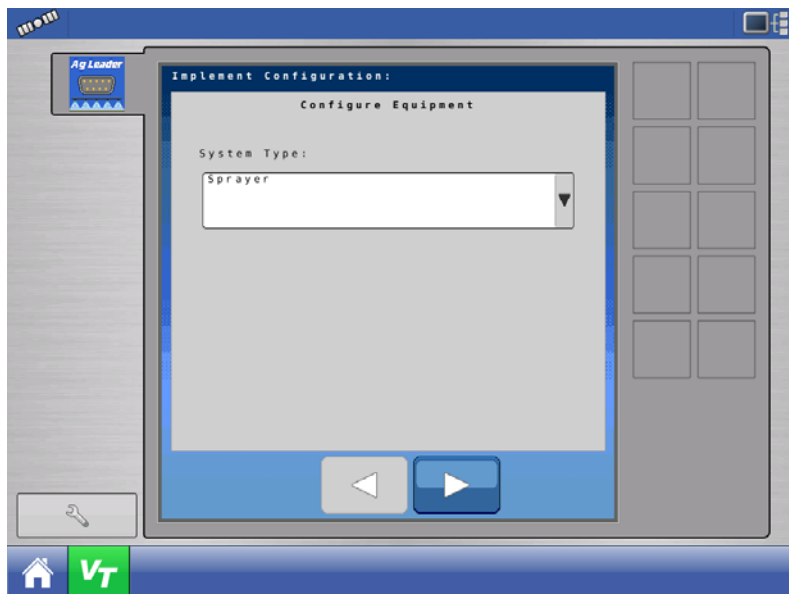 Ag Leader
Implement Configuration:
Configure Equipment
System Type:
Sprayer
VT